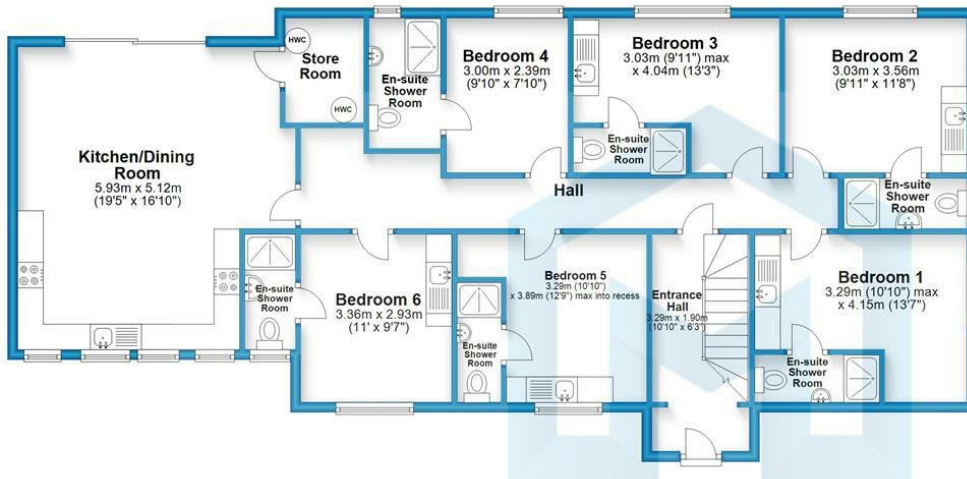 HWC
Store
Room
HWC
En-suite
Shower
Room
Bedroom 4
3.00m x 2.39m
(9'10" x 7'10")
Bedroom 3
3.03m (9'11") max
x 4.04m (13'3")
En-suite
Shower
Room
Bedroom 2
3.03m x 3.56m
(9'11" x 11'8")
En-suite
Shower
Room
Kitchen/Dining
Room
5.93m x 5.12m
(19'5" x 16'10")
Hall
En-suite
Shower
Room
Bedroom 6
3.36m x 2.93m
(11' x 9'7")
En-suite
Shower
Room
Bedroom 5
3.29m (10'10")
x 3.89m (12'9") max into recess
Entrance
Hall
3.29m x 1.90m
(10'10" x 6'3")
Bedroom 1
3.29m (10'10") max
x 4.15m (13'7")
En-suite
Shower
Room